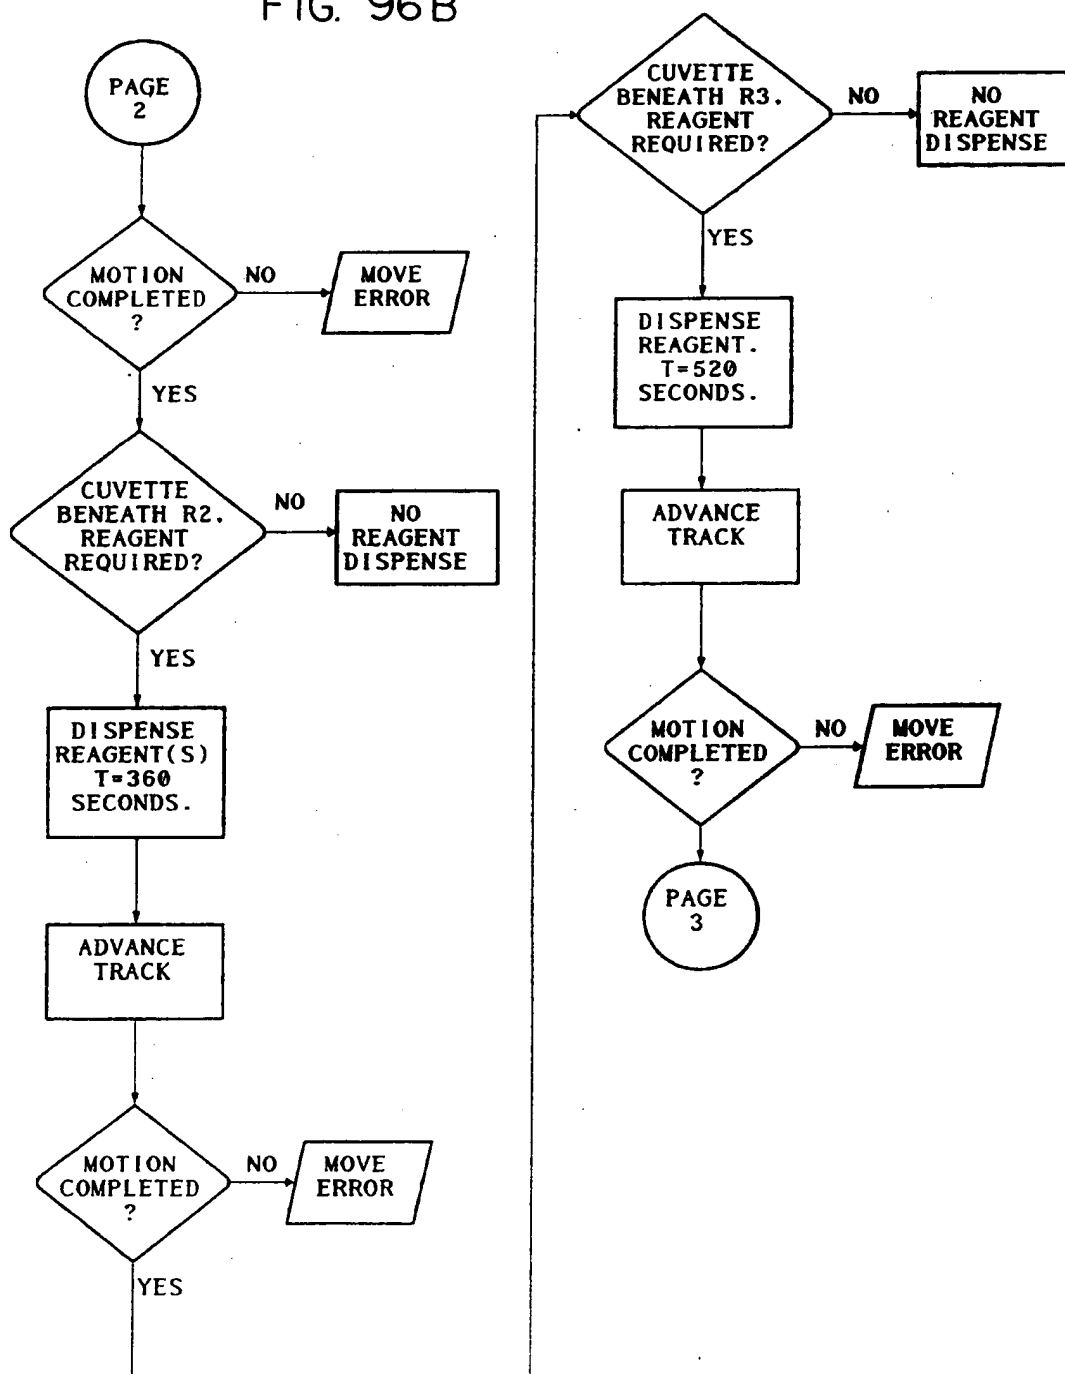 FIG. 96B
PAGE
2
MOTION
COMPLETED
?
NO
MOVE
ERROR
YES
CUVETTE
BENEATH R2.
REAGENT
REQUIRED?
NO
NO
REAGENT
DISPENSE
YES
DISPENSE
REAGENT(S)
T=360
SECONDS.
ADVANCE
TRACK
MOTION
COMPLETED
?
NO
MOVE
ERROR
YES
CUVETTE
BENEATH R3.
REAGENT
REQUIRED?
NO
NO
REAGENT
DISPENSE
YES
DISPENSE
REAGENT.
T=520
SECONDS.
ADVANCE
TRACK
MOTION
COMPLETED
?
NO
MOVE
ERROR
PAGE
3